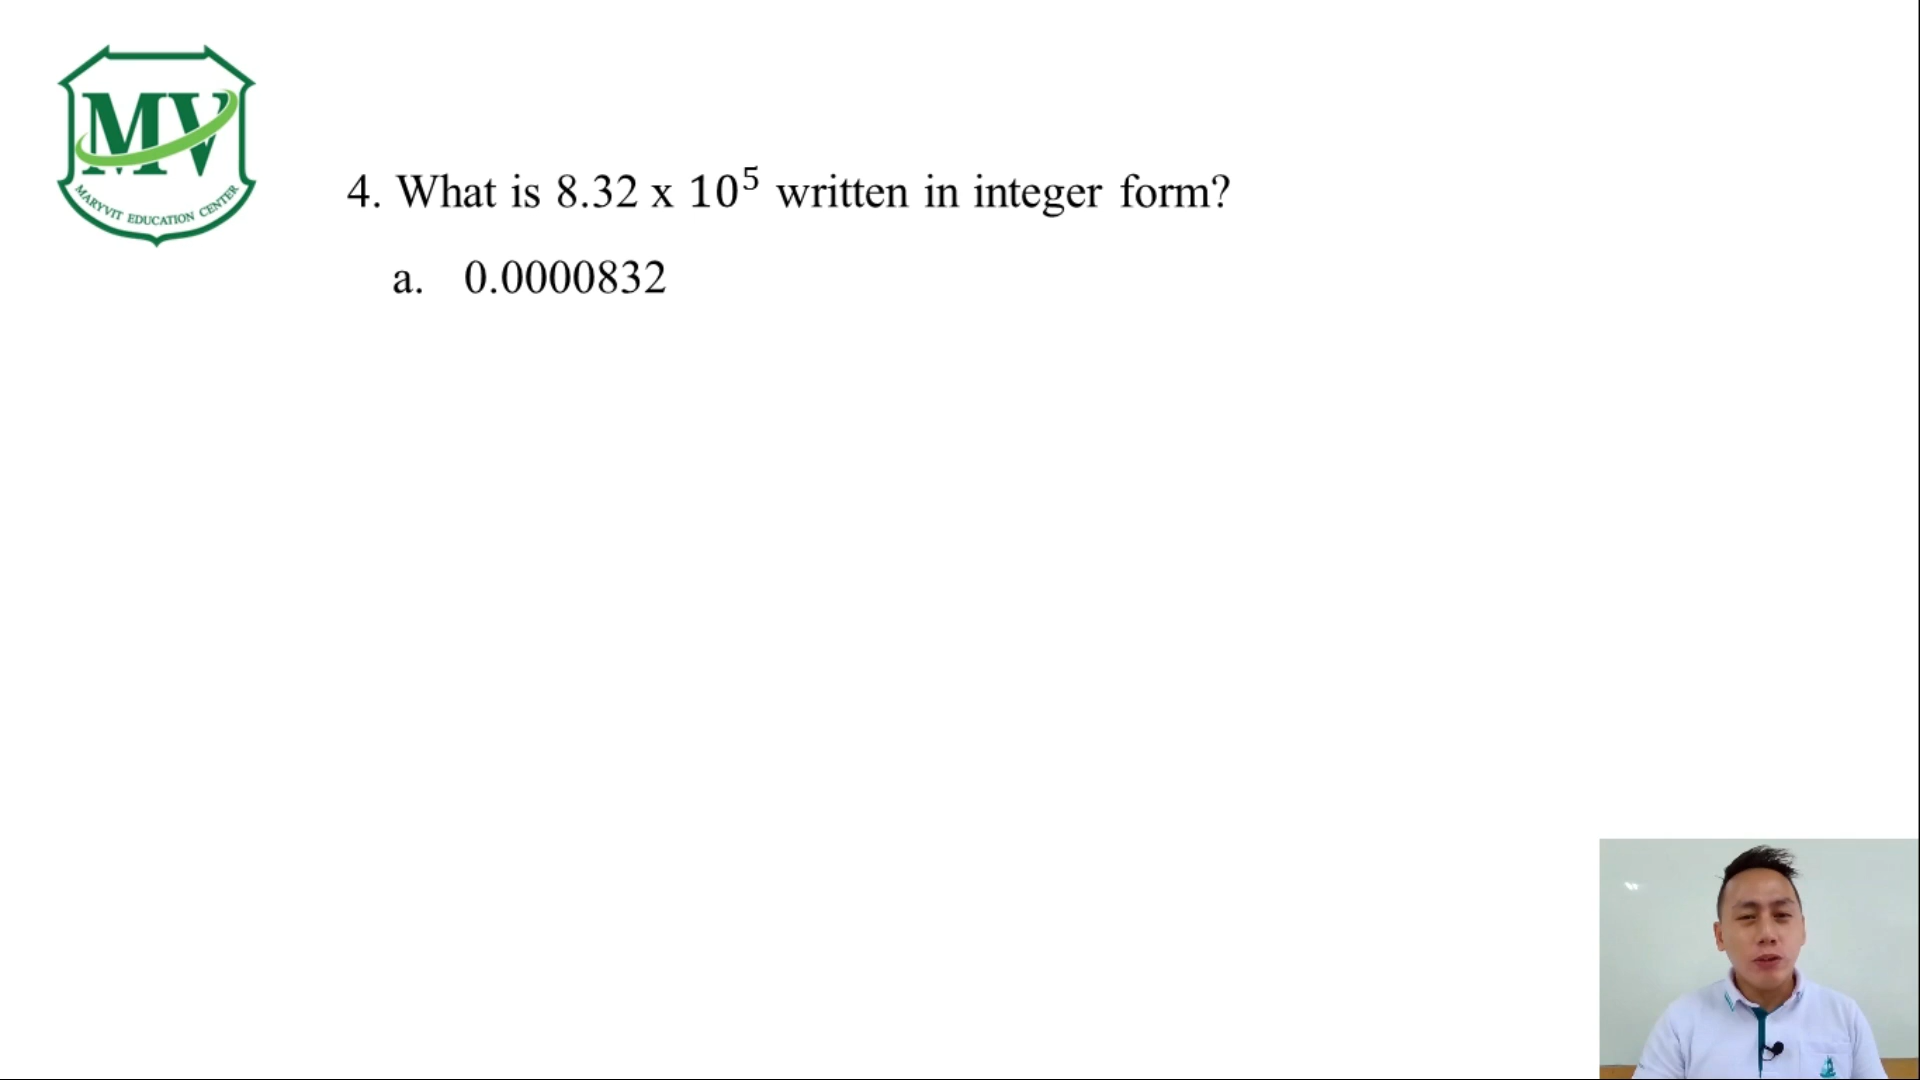 MV
MARYVIT EDUCATION CENTER
4. What is 8.32 x 10⁵ written in integer form?
a. 0.0000832